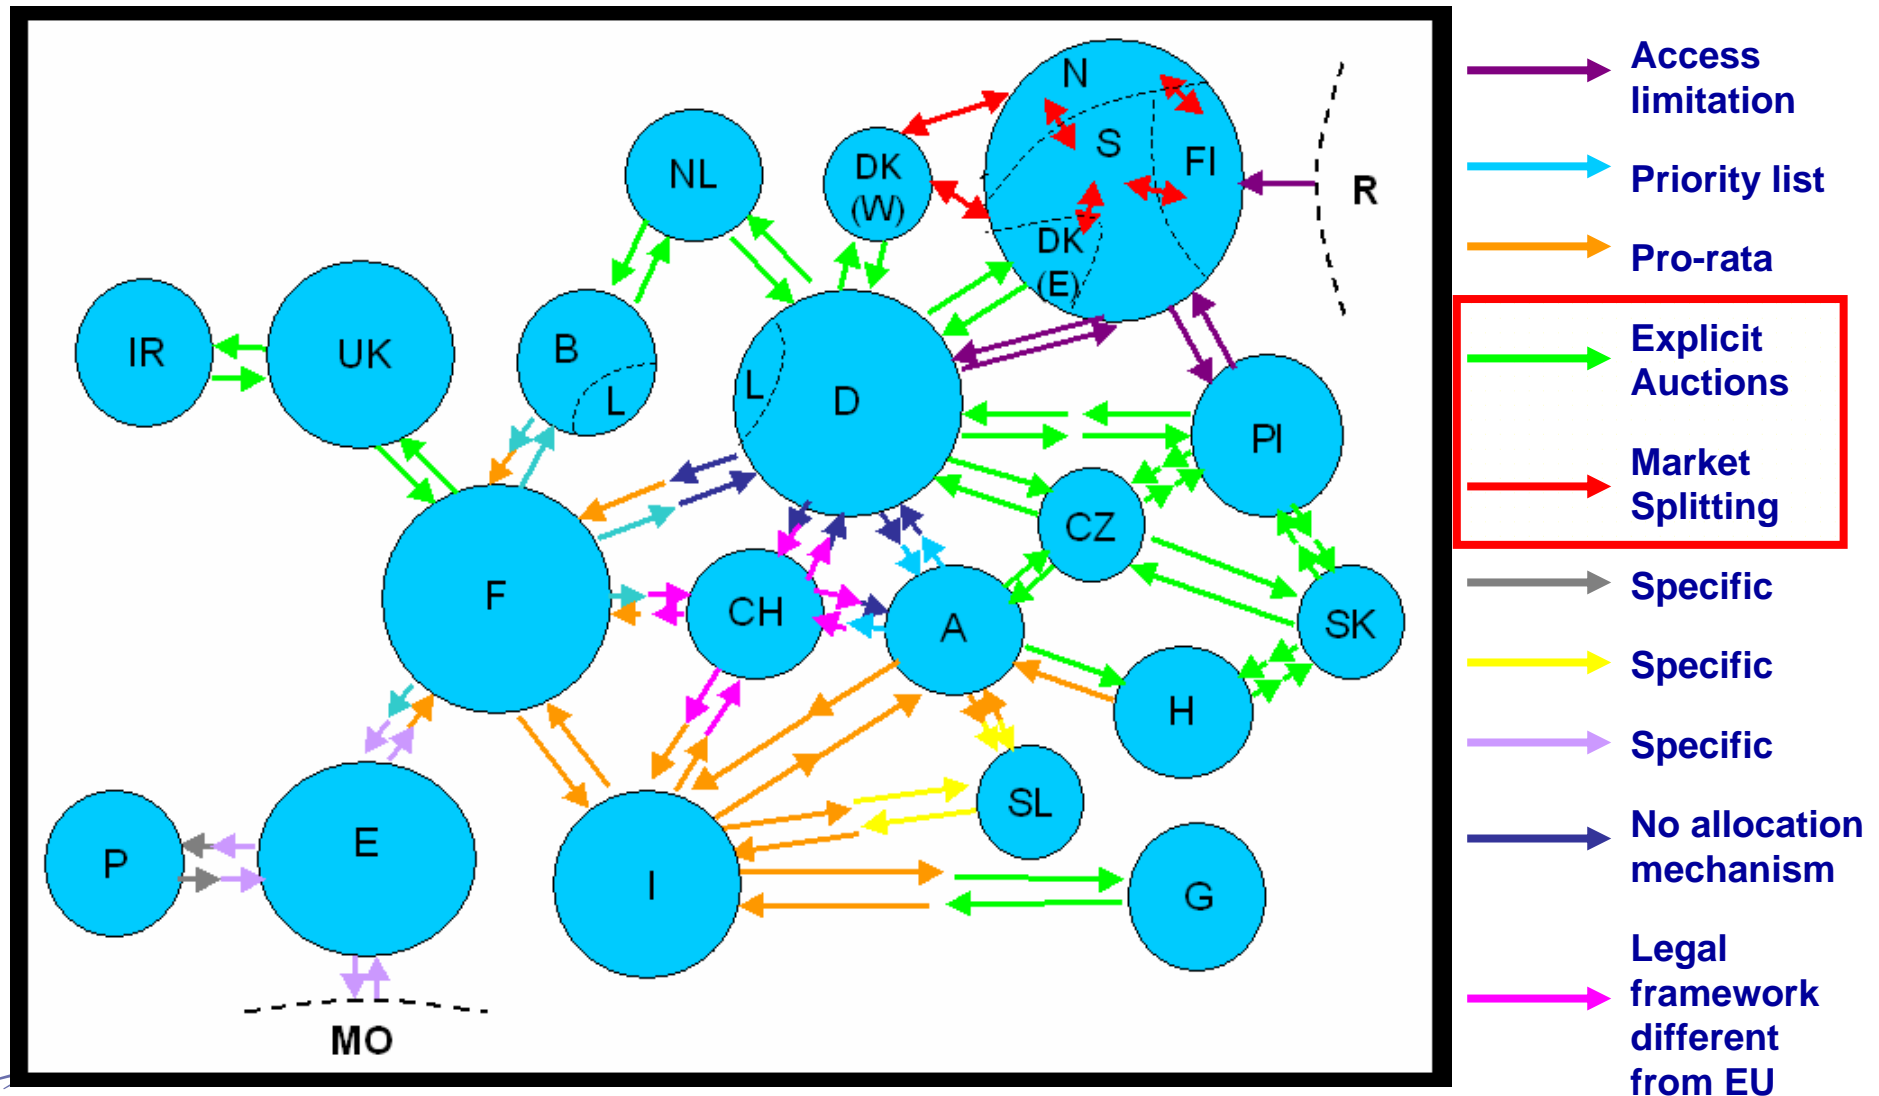 N
S
FI
DK
(E)
NL
DK
(W)
R
IR
UK
B
L
L
D
PI
CZ
F
CH
A
SK
H
P
E
I
SL
G
MO
Access
limitation
Priority list
Pro-rata
Explicit
Auctions
Market
Splitting
Specific
Specific
Specific
No allocation
mechanism
Legal
framework
different
from EU